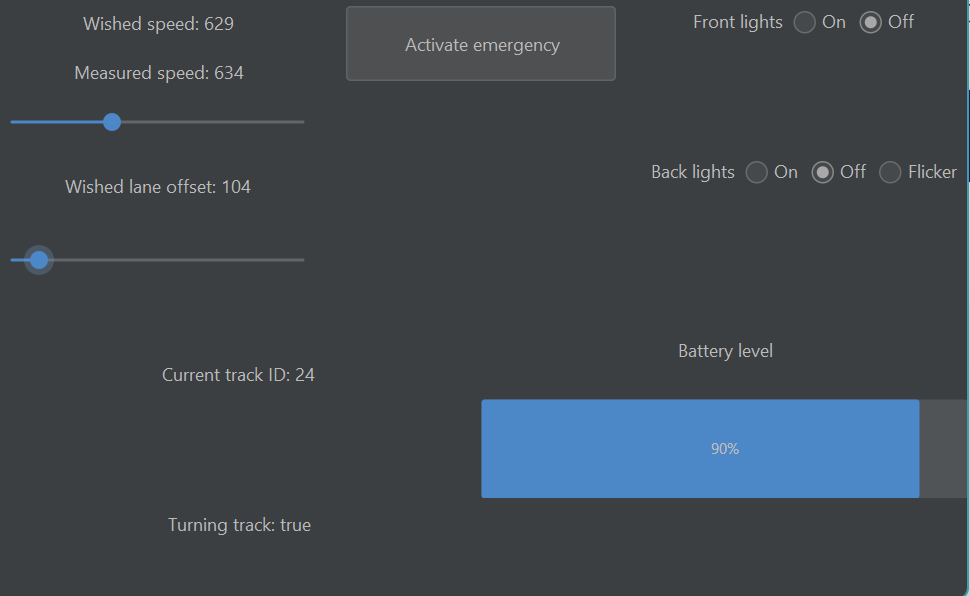 Wished speed: 629
Measured speed: 634
Activate emergency
Front lights On Off
Wished lane offset: 104
Back lights On Off Flicker
Current track ID: 24
Battery level
90%
Turning track: true